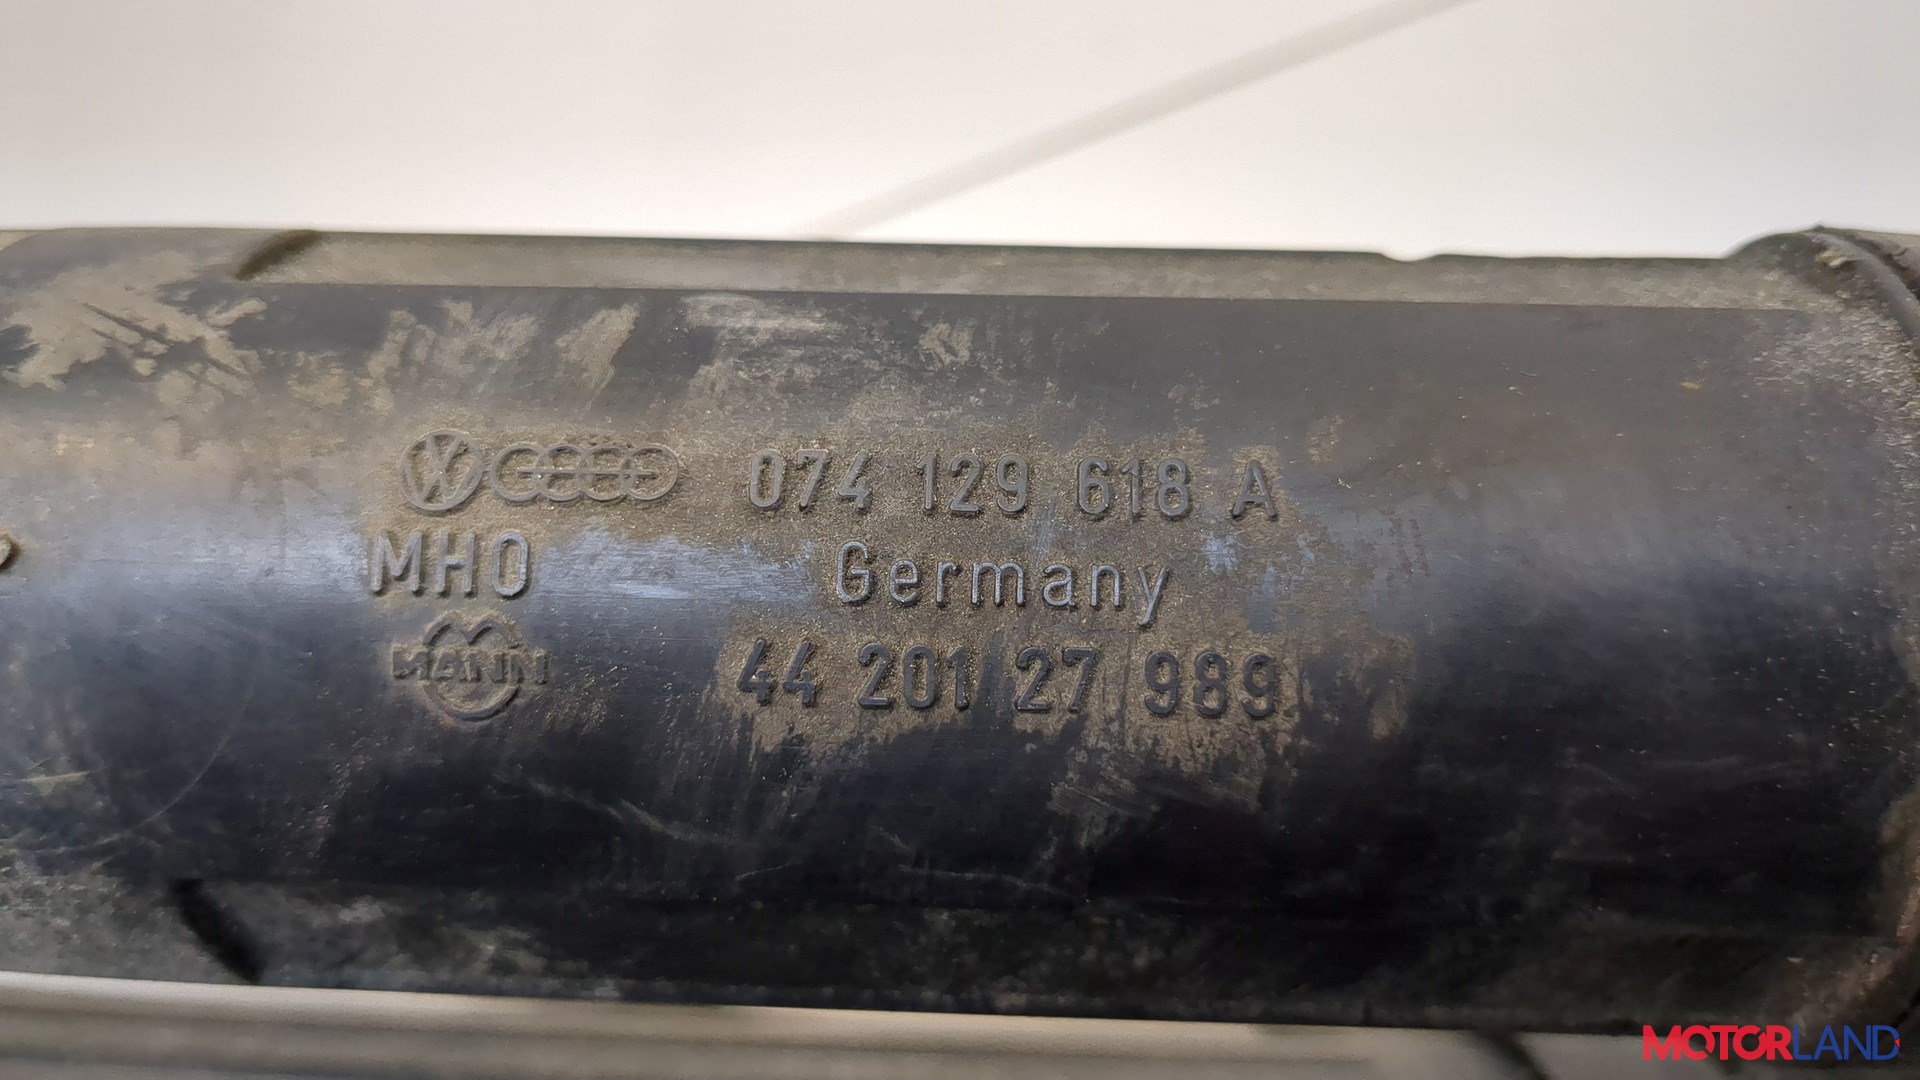 074 129 618 A
MHO Germany
MANN 44 201 27 989
MOTORLAND